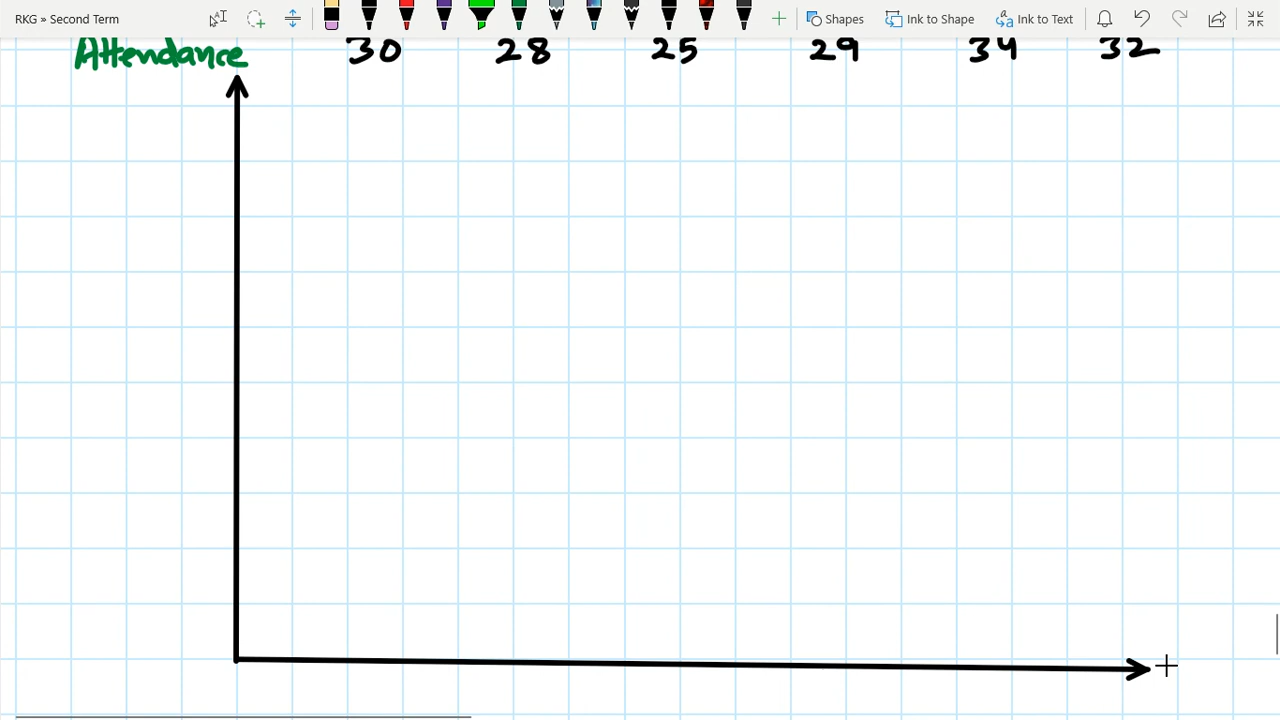 RKG » Second Term Shapes Ink to Shape Ink to Text
Attendance 30 28 25 29 34 32